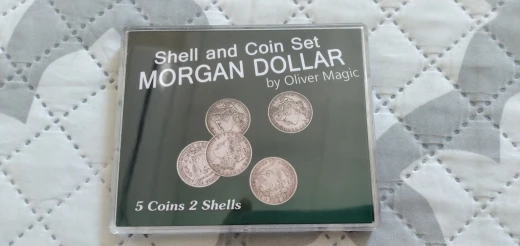 Shell and Coin Set
MORGAN DOLLAR
by Oliver Magic
5 Coins 2 Shells